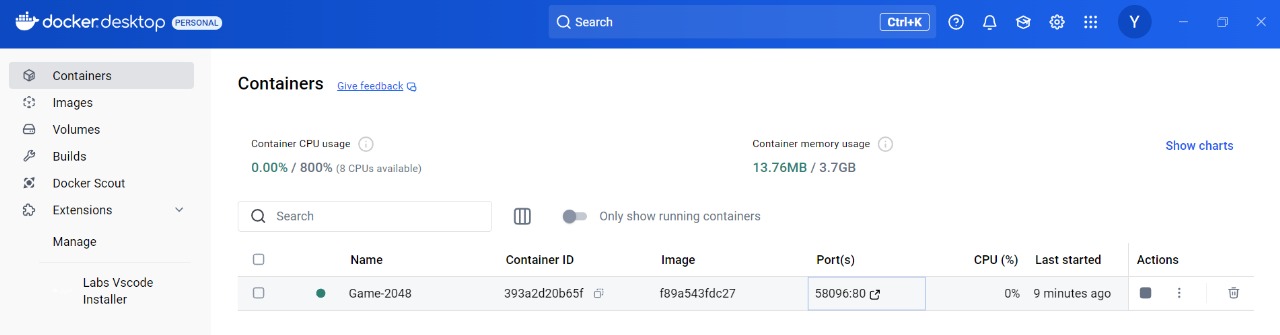 docker.desktop PERSONAL Search Ctrl+K Y
Containers
Images
Volumes
Builds
Docker Scout
Extensions
Manage
Labs Vscode
Installer
Containers Give feedback
Container CPU usage Container memory usage
0.00% / 800% (8 CPUs available) 13.76MB / 3.7GB Show charts
Search Only show running containers
Name Container ID Image Port(s) CPU (%) Last started Actions
Game-2048 393a2d20b65f f89a543fdc27 58096:80 0% 9 minutes ago